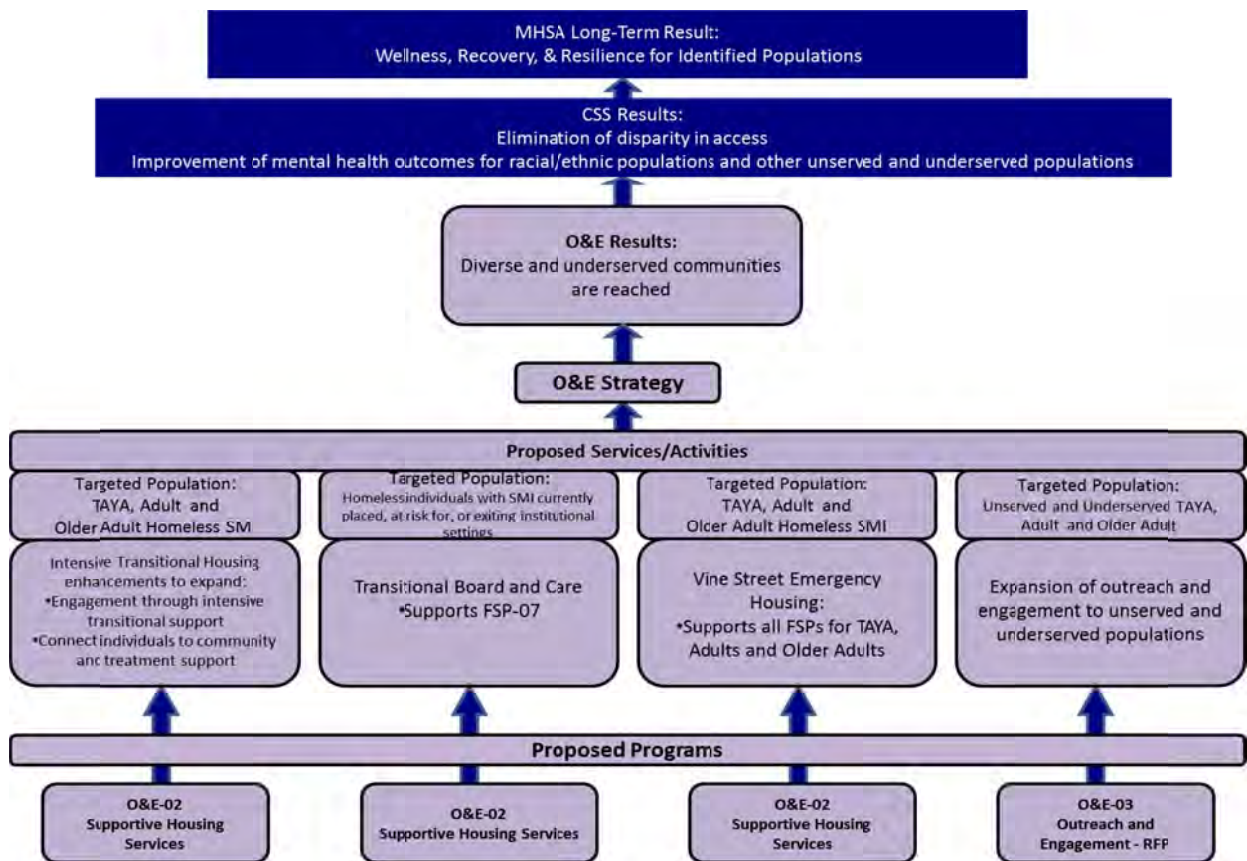 MHSA Long-Term Result:
Wellness, Recovery, & Resilience for Identified Populations
CSS Results:
Elimination of disparity in access
Improvement of mental health outcomes for racial/ethnic populations and other unserved and underserved populations
O&E Results:
Diverse and underserved communities
are reached
O&E Strategy
Proposed Services/Activities
Targeted Population:
TAYA, Adult and
Older Adult Homeless SM
Targeted Population:
Homelessindividuals with SMI currently
placed, at risk for, or exiting Institutional
settings
Targeted Population:
TAYA, Adult and
Older Adult Homeless SMI
Targeted Population:
Unserved and Underserved TAYA,
Adult and Older Adult
Intensive Transitional Housing
enhancements to expand:
•Engagement through intensive
transitional support
•Connect individuals to community
and treatment support
Transitional Board and Care
•Supports FSP-07
Vine Street Emergency
Housing:
•Supports all FSPs for TAYA,
Adults and Older Adults
Expansion of outreach and
engagement to unserved and
underserved populations
Proposed Programs
O&E-02
Supportive Housing
Services
O&E-02
Supportive Housing Services
O&E-02
Supportive Housing
Services
O&E-03
Outreach and
Engagement - RFP